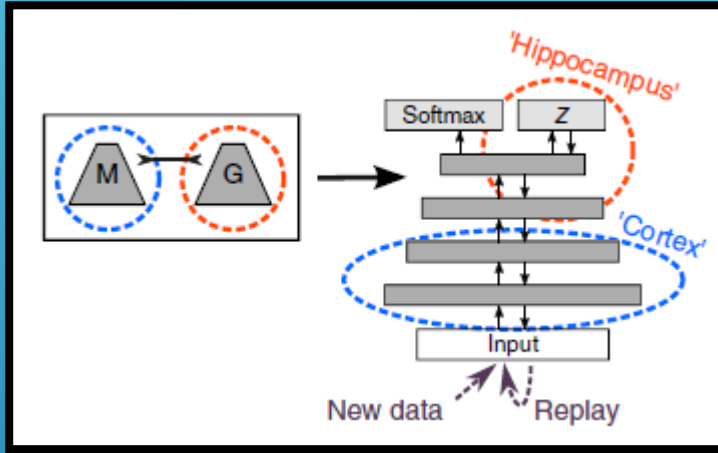 'Hippocampus'
Softmax
Z
M
G
'Cortex'
Input
New data
Replay